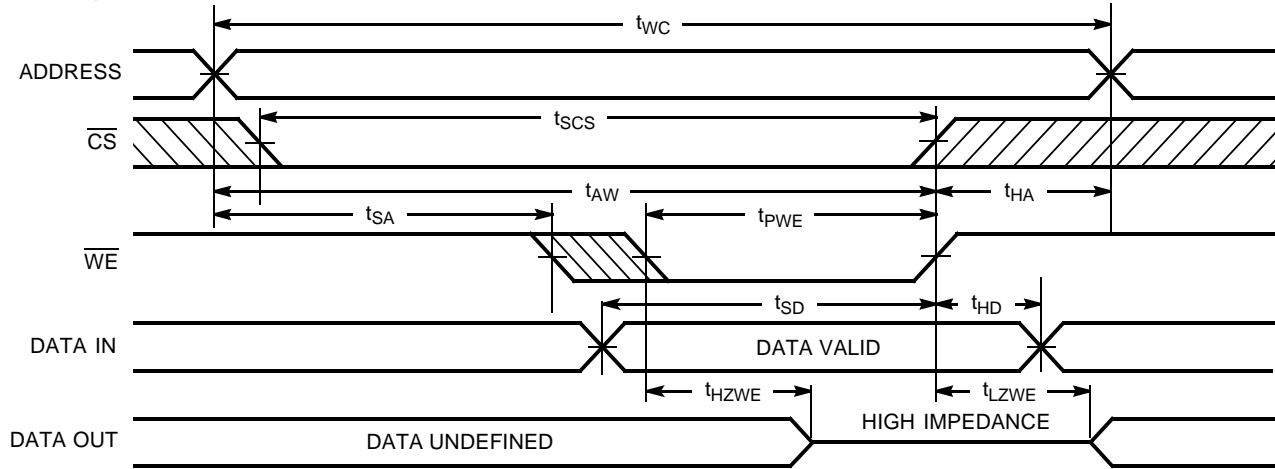 tWC
ADDRESS
tSCS
CS
tAW
tHA
tSA
tPWE
WE
tSD
tHD
DATA IN
DATA VALID
tHZWE
tLZWE
HIGH IMPEDANCE
DATA OUT
DATA UNDEFINED